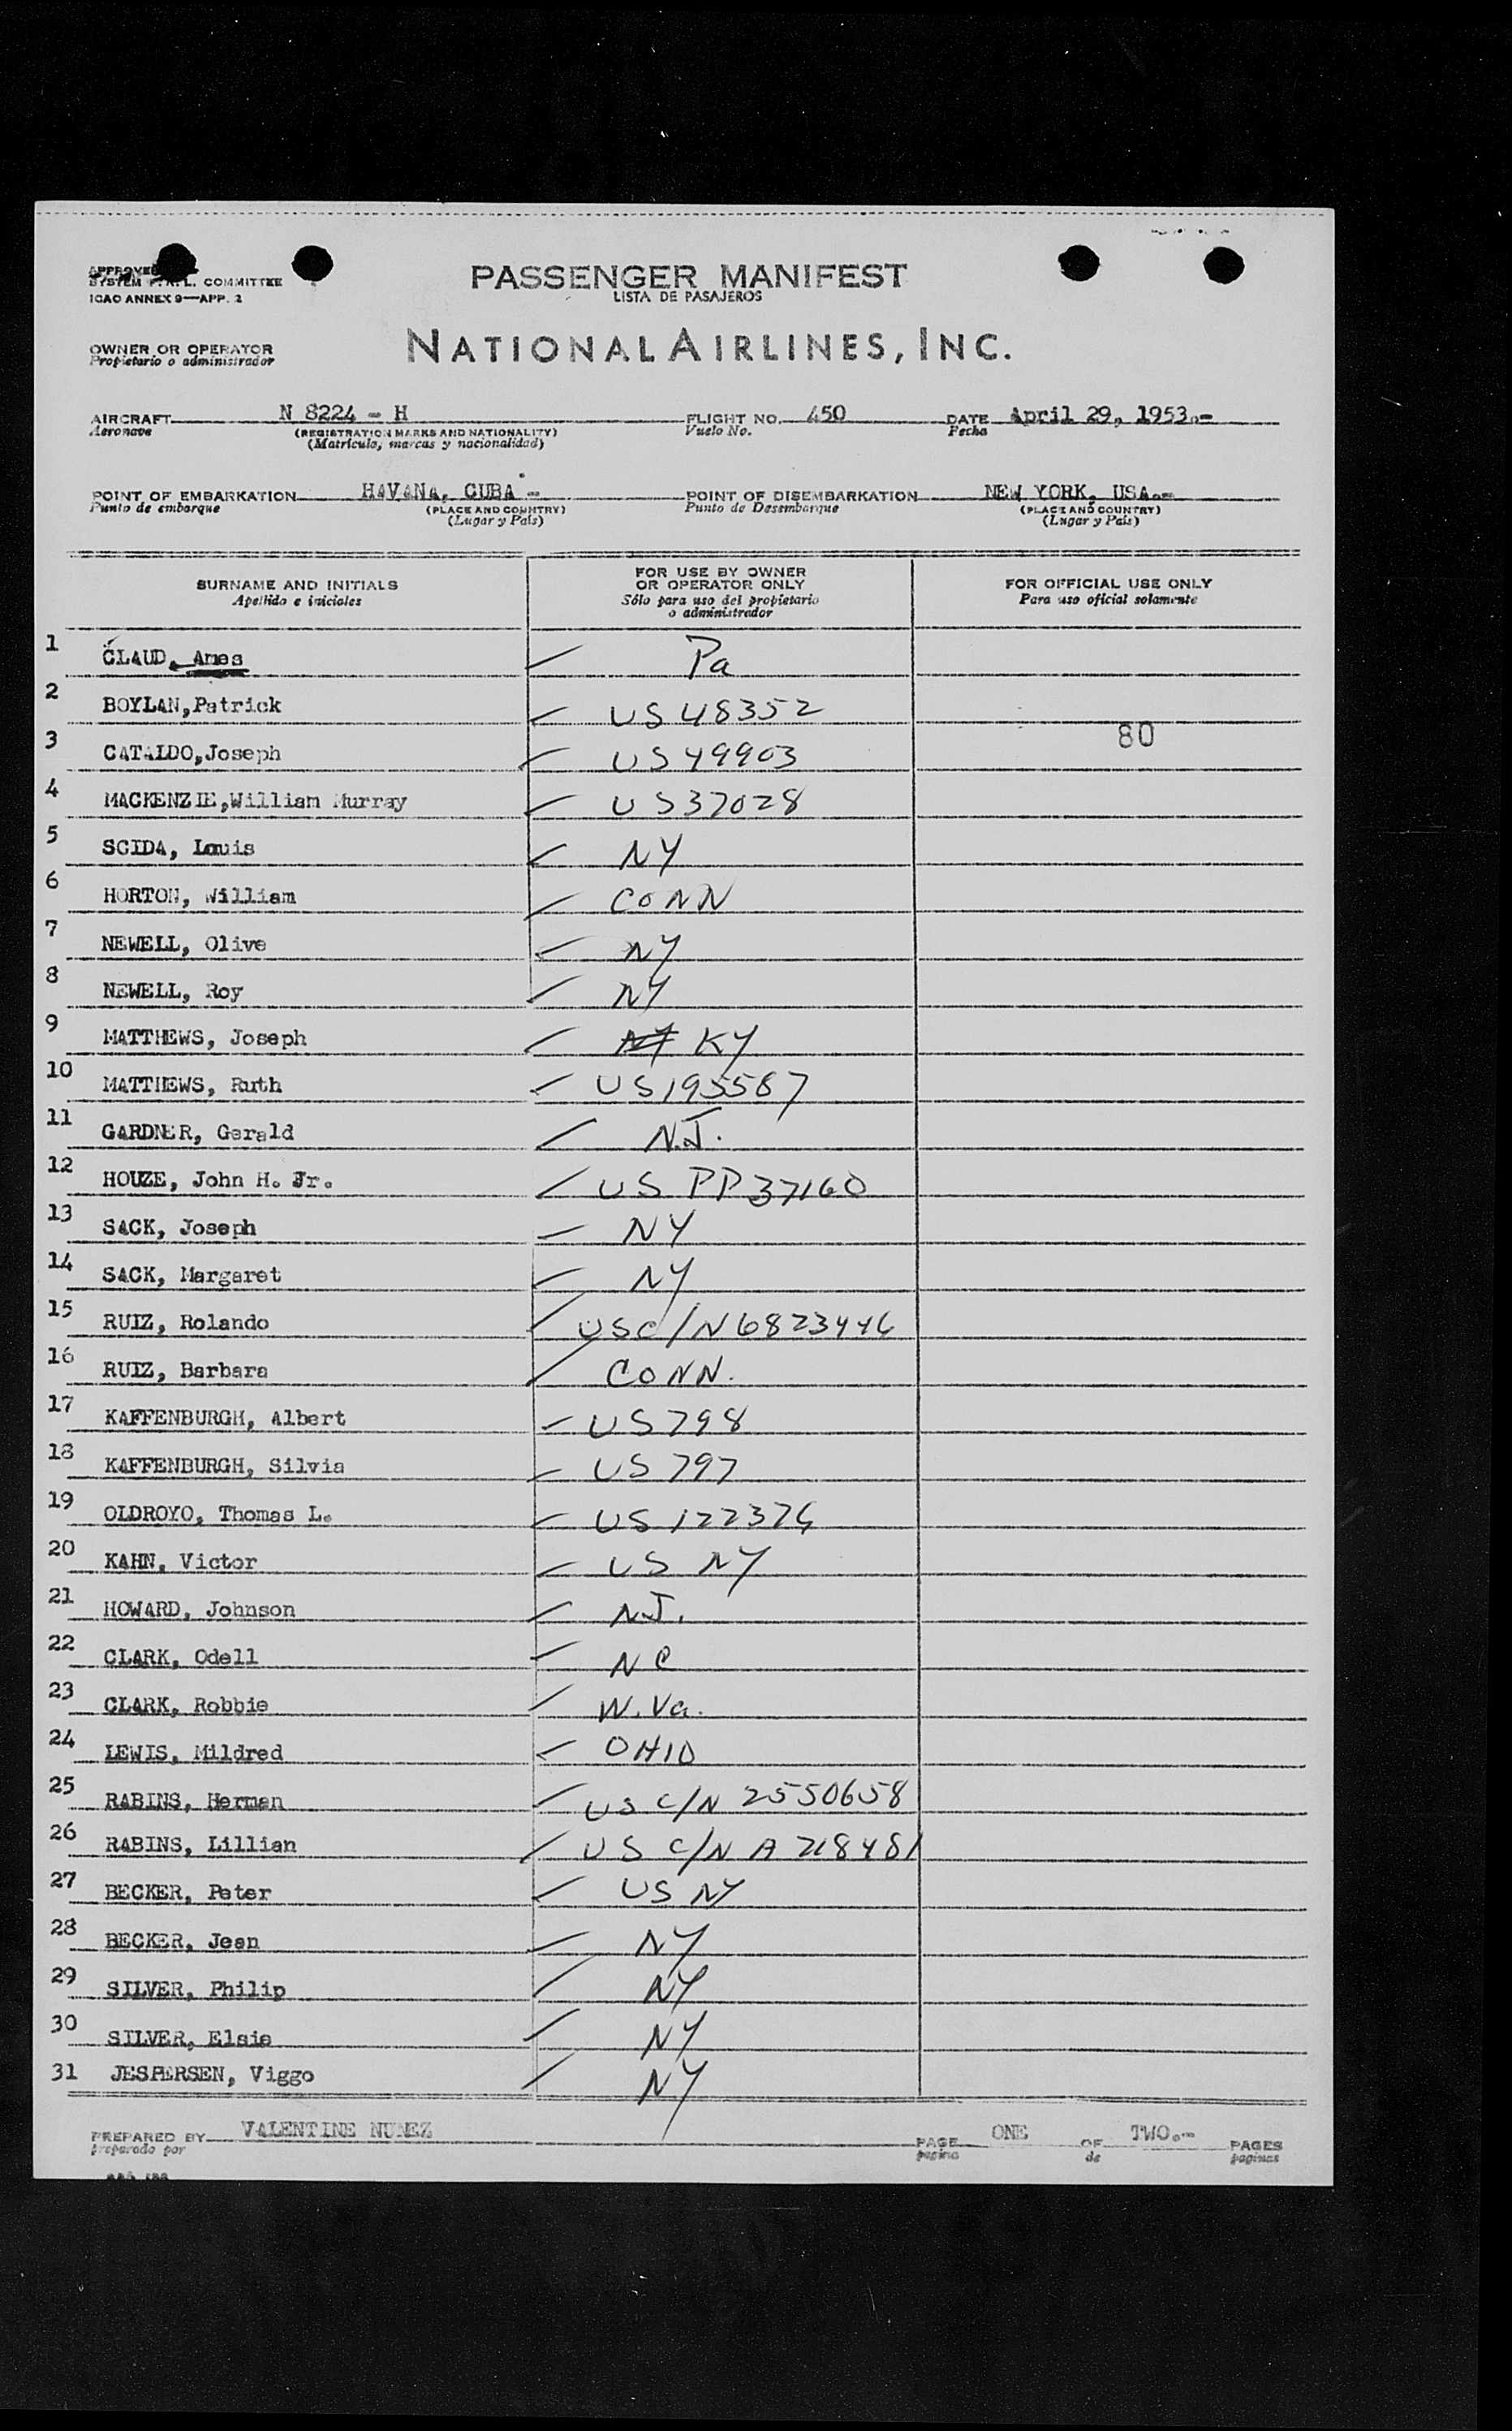 APPROVED
SYSTEM F.A.L. COMMITTEE
ICAO ANNEX 9—APP. 2
PASSENGER MANIFEST
LISTA DE PASAJEROS
OWNER OR OPERATOR
Propietario o administrador
NATIONAL AIRLINES, INC.
AIRCRAFT N 8224 - H FLIGHT NO. 450 DATE April 29, 1953.-
Aeronave (REGISTRATION MARKS AND NATIONALITY) Vuelo No. Fecha
(Matrícula, marcas y nacionalidad)
POINT OF EMBARKATION HAVANA, CUBA - POINT OF DISEMBARKATION NEW YORK, USA.-
Punto de embarque (PLACE AND COUNTRY) Punto de Desembarque (PLACE AND COUNTRY)
(Lugar y País) (Lugar y País)
SURNAME AND INITIALS
Apellido e iniciales
FOR USE BY OWNER
OR OPERATOR ONLY
Sólo para uso del propietario
o administrador
FOR OFFICIAL USE ONLY
Para uso oficial solamente
1 CLAUD, Ames Pa
2 BOYLAN,Patrick US 48352
80
3 CATALDO,Joseph US 49903
4 MACKENZIE,William Murray US 37028
5 SCIDA, Louis NY
6 HORTON, William CONN
7 NEWELL, Olive NY
8 NEWELL, Roy NY
9 MATTHEWS, Joseph NY KY
10 MATTHEWS, Ruth US 195587
11 GARDNER, Gerald N.J.
12 HOUZE, John H. Jr. US PP 37160
13 SACK, Joseph NY
14 SACK, Margaret NY
15 RUIZ, Rolando USC/N 6823446
16 RUIZ, Barbara CONN.
17 KAFFENBURGH, Albert US 798
18 KAFFENBURGH, Silvia US 797
19 OLDROYO, Thomas L. US 122376
20 KAHN, Victor US NY
21 HOWARD, Johnson N.J.
22 CLARK, Odell NC
23 CLARK, Robbie W.Va.
24 LEWIS, Mildred OHIO
25 RABINS, Herman US C/N 2550658
26 RABINS, Lillian US C/N A 718481
27 BECKER, Peter US NY
28 BECKER, Jean NY
29 SILVER, Philip NY
30 SILVER, Elsie NY
31 JESPERSEN, Viggo NY
PREPARED BY VALENTINE NUNEZ PAGE ONE OF TWO.- PAGES
preparado por pagina de paginas